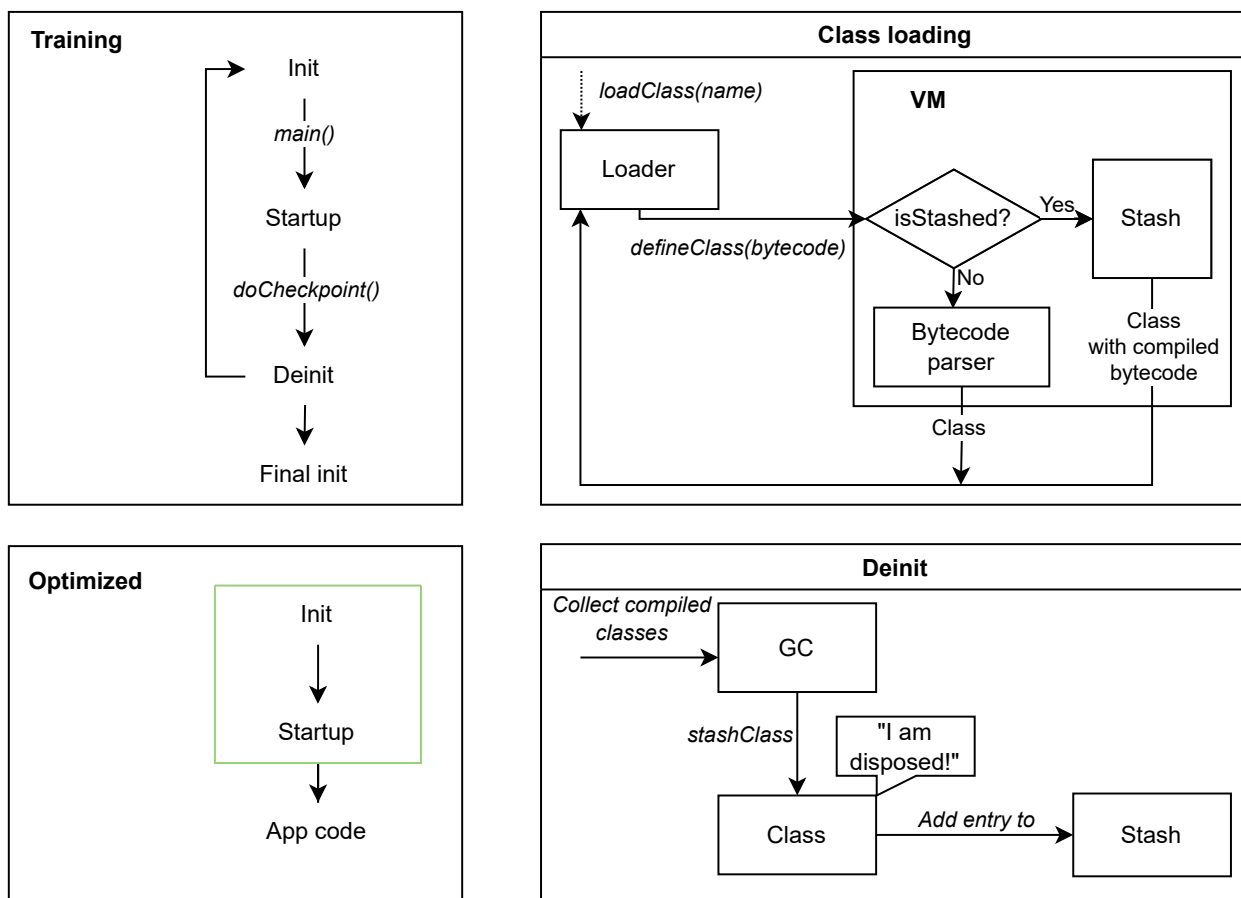 Training
Init
main()
Startup
doCheckpoint()
Deinit
Final init
Class loading
loadClass(name)
VM
Loader
isStashed?
Yes
Stash
defineClass(bytecode)
No
Bytecode
parser
Class
with compiled
bytecode
Class
Optimized
Init
Startup
App code
Deinit
Collect compiled
classes
GC
stashClass
"I am
disposed!"
Class
Add entry to
Stash